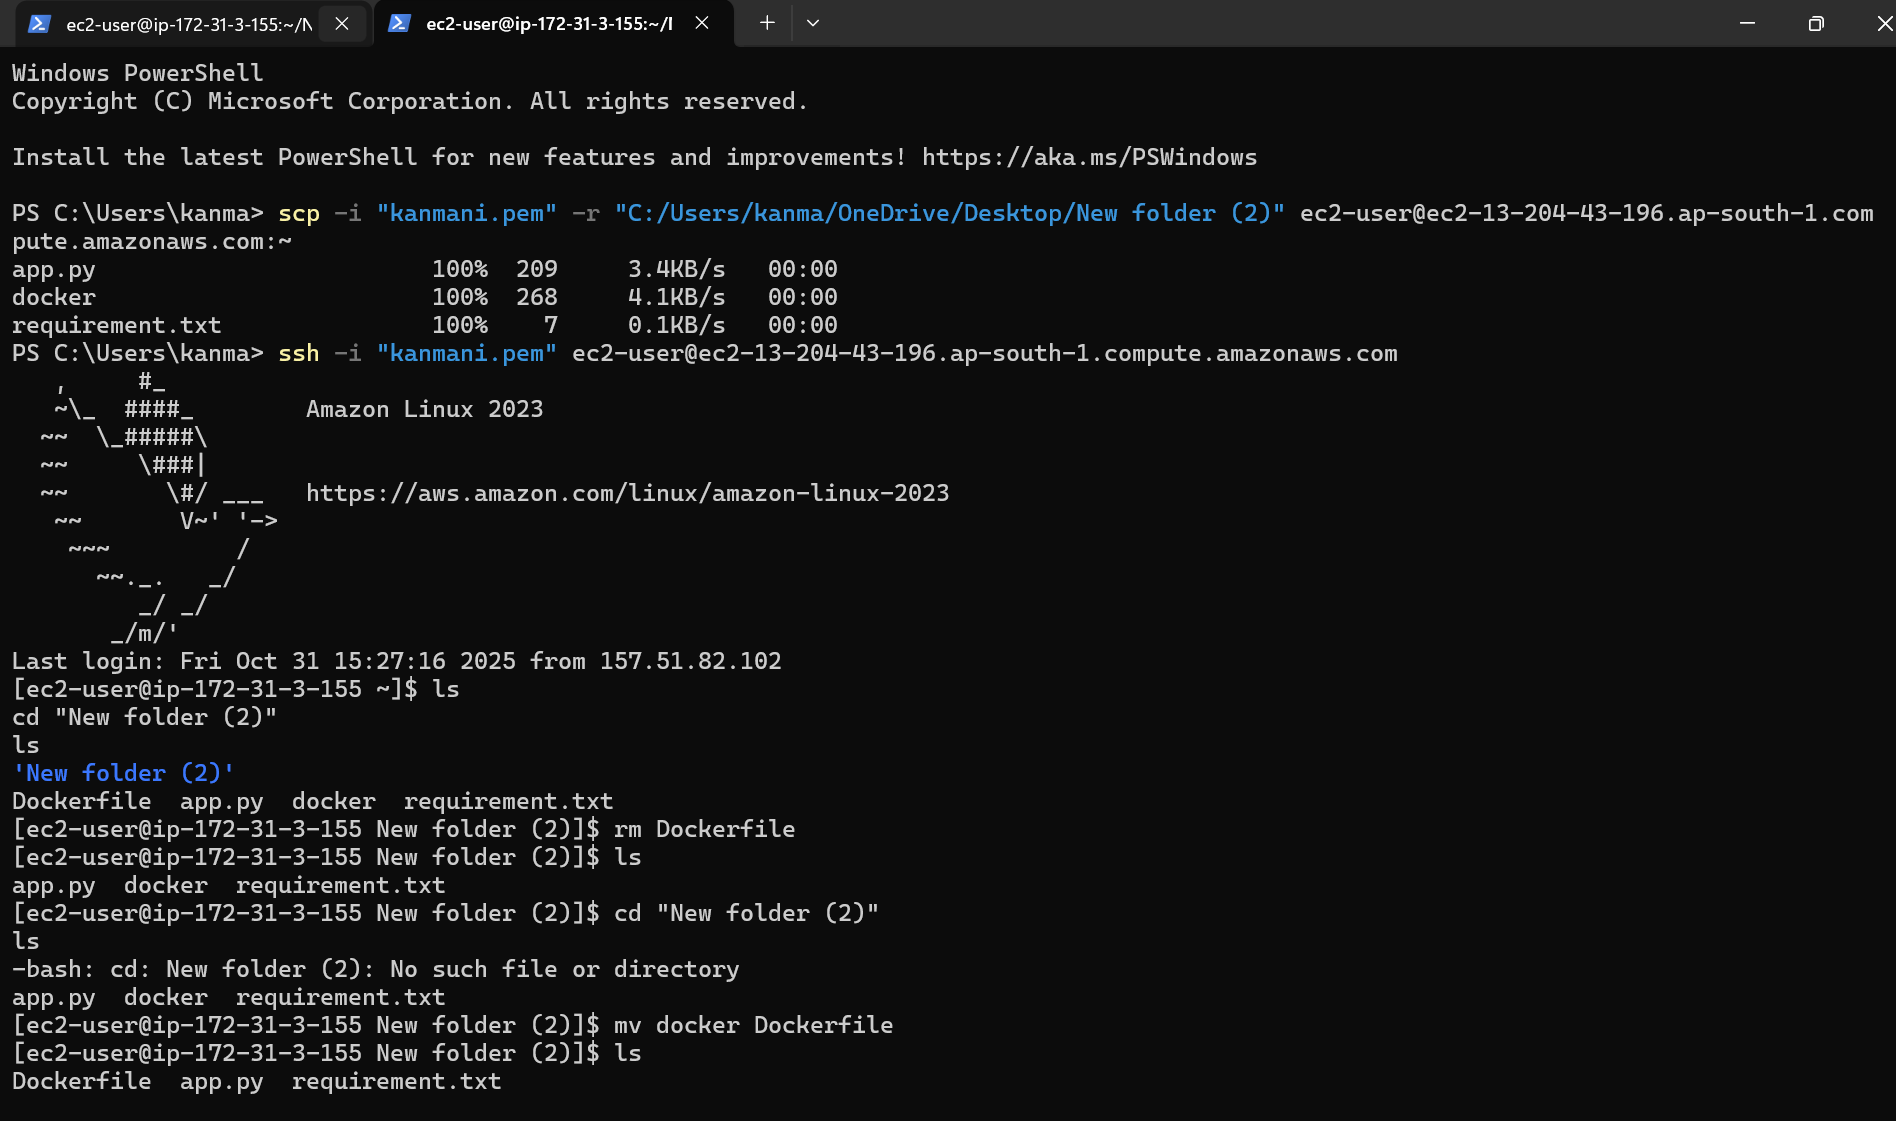 ec2-user@ip-172-31-3-155:~/N
ec2-user@ip-172-31-3-155:~/I
Windows PowerShell
Copyright (C) Microsoft Corporation. All rights reserved.
Install the latest PowerShell for new features and improvements! https://aka.ms/PSWindows
PS C:\Users\kanma> scp -i "kanmani.pem" -r "C:/Users/kanma/OneDrive/Desktop/New folder (2)" ec2-user@ec2-13-204-43-196.ap-south-1.com
pute.amazonaws.com:~
app.py                        100%  209     3.4KB/s   00:00
docker                        100%  268     4.1KB/s   00:00
requirement.txt               100%    7     0.1KB/s   00:00
PS C:\Users\kanma> ssh -i "kanmani.pem" ec2-user@ec2-13-204-43-196.ap-south-1.compute.amazonaws.com
   ,     #_
   ~\_  ####_        Amazon Linux 2023
  ~~  \_#####\
  ~~     \###|
  ~~       \#/ ___   https://aws.amazon.com/linux/amazon-linux-2023
   ~~       V~' '->
    ~~~         /
      ~~._.   _/
         _/ _/
       _/m/'
Last login: Fri Oct 31 15:27:16 2025 from 157.51.82.102
[ec2-user@ip-172-31-3-155 ~]$ ls
cd "New folder (2)"
ls
'New folder (2)'
Dockerfile  app.py  docker  requirement.txt
[ec2-user@ip-172-31-3-155 New folder (2)]$ rm Dockerfile
[ec2-user@ip-172-31-3-155 New folder (2)]$ ls
app.py  docker  requirement.txt
[ec2-user@ip-172-31-3-155 New folder (2)]$ cd "New folder (2)"
ls
-bash: cd: New folder (2): No such file or directory
app.py  docker  requirement.txt
[ec2-user@ip-172-31-3-155 New folder (2)]$ mv docker Dockerfile
[ec2-user@ip-172-31-3-155 New folder (2)]$ ls
Dockerfile  app.py  requirement.txt